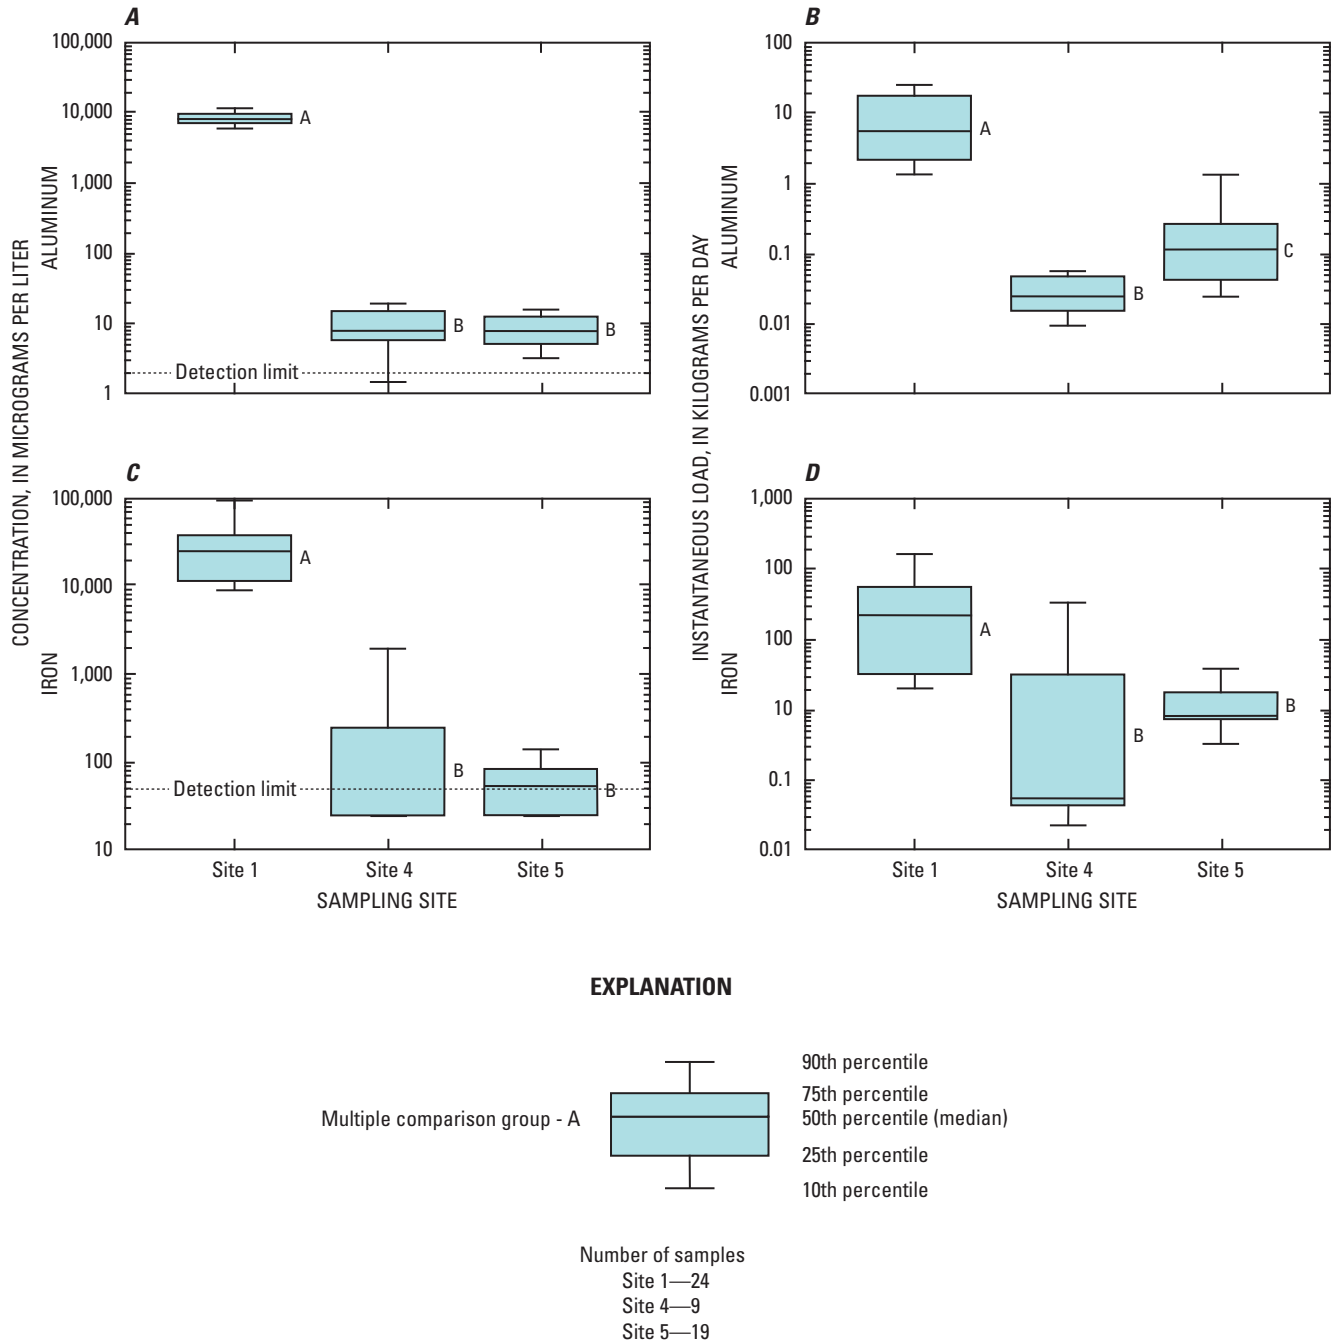 A
CONCENTRATION, IN MICROGRAMS PER LITER
ALUMINUM
100,000
10,000
1,000
100
10
1
A
B
B
Detection limit
B
INSTANTANEOUS LOAD, IN KILOGRAMS PER DAY
ALUMINUM
100
10
1
0.1
0.01
0.001
A
B
C
C
IRON
100,000
10,000
1,000
100
10
A
B
B
Detection limit
Site 1
Site 4
Site 5
SAMPLING SITE
D
IRON
1,000
100
100
10
0.1
0.01
A
B
B
Site 1
Site 4
Site 5
SAMPLING SITE
EXPLANATION
Multiple comparison group - A
90th percentile
75th percentile
50th percentile (median)
25th percentile
10th percentile
Number of samples
Site 1—24
Site 4—9
Site 5—19